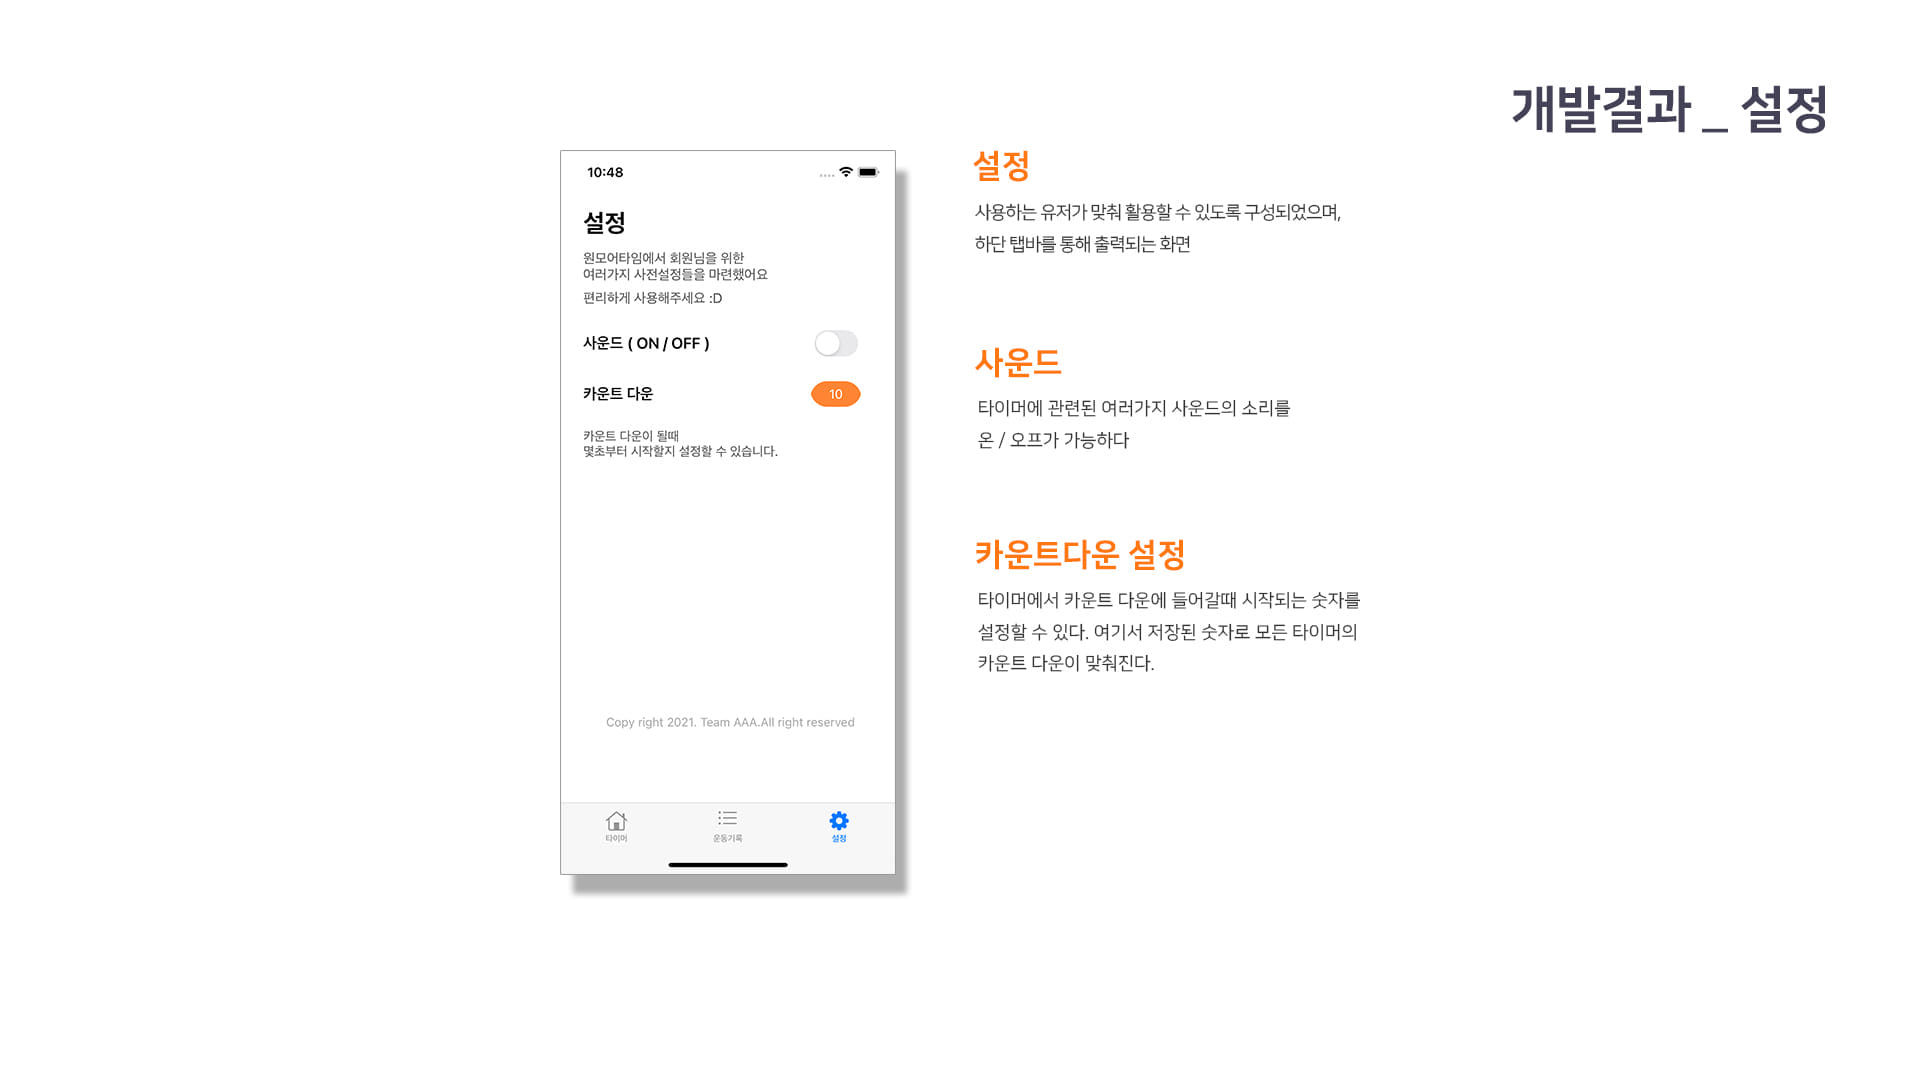 개발결과 _ 설정
10:48
설정
원모어타임에서 회원님을 위한
여러가지 사전설정들을 마련했어요
편리하게 사용해주세요 :D
사운드 ( ON / OFF )
카운트 다운
10
카운트 다운이 될때
몇초부터 시작할지 설정할 수 있습니다.
Copy right 2021. Team AAA.All right reserved
타이머
운동기록
설정
설정
사용하는 유저가 맞춰 활용할 수 있도록 구성되었으며,
하단 탭바를 통해 출력되는 화면
사운드
타이머에 관련된 여러가지 사운드의 소리를
온 / 오프가 가능하다
카운트다운 설정
타이머에서 카운트 다운에 들어갈때 시작되는 숫자를
설정할 수 있다. 여기서 저장된 숫자로 모든 타이머의
카운트 다운이 맞춰진다.